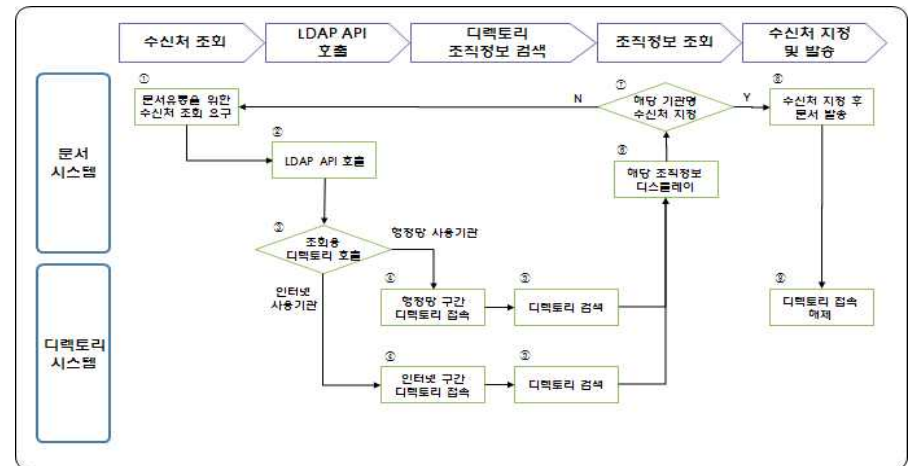 수신처 조회
LDAP API
호출
디렉토리
조직정보 검색
조직정보 조회
수신처 지정
및 발송
문서
시스템
디렉토리
시스템
①
문서유통을 위한
수신처 조회 요구
②
LDAP API 호출
③
조회용
디렉토리 호출
행정망 사용기관
인터넷
사용기관
④
행정망 구간
디렉토리 접속
⑤
디렉토리 검색
④
인터넷 구간
디렉토리 접속
⑤
디렉토리 검색
⑥
해당 조직정보
디스플레이
⑦
해당 기관명
수신처 지정
N
Y
⑧
수신처 지정 후
문서 발송
⑨
디렉토리 접속
해제